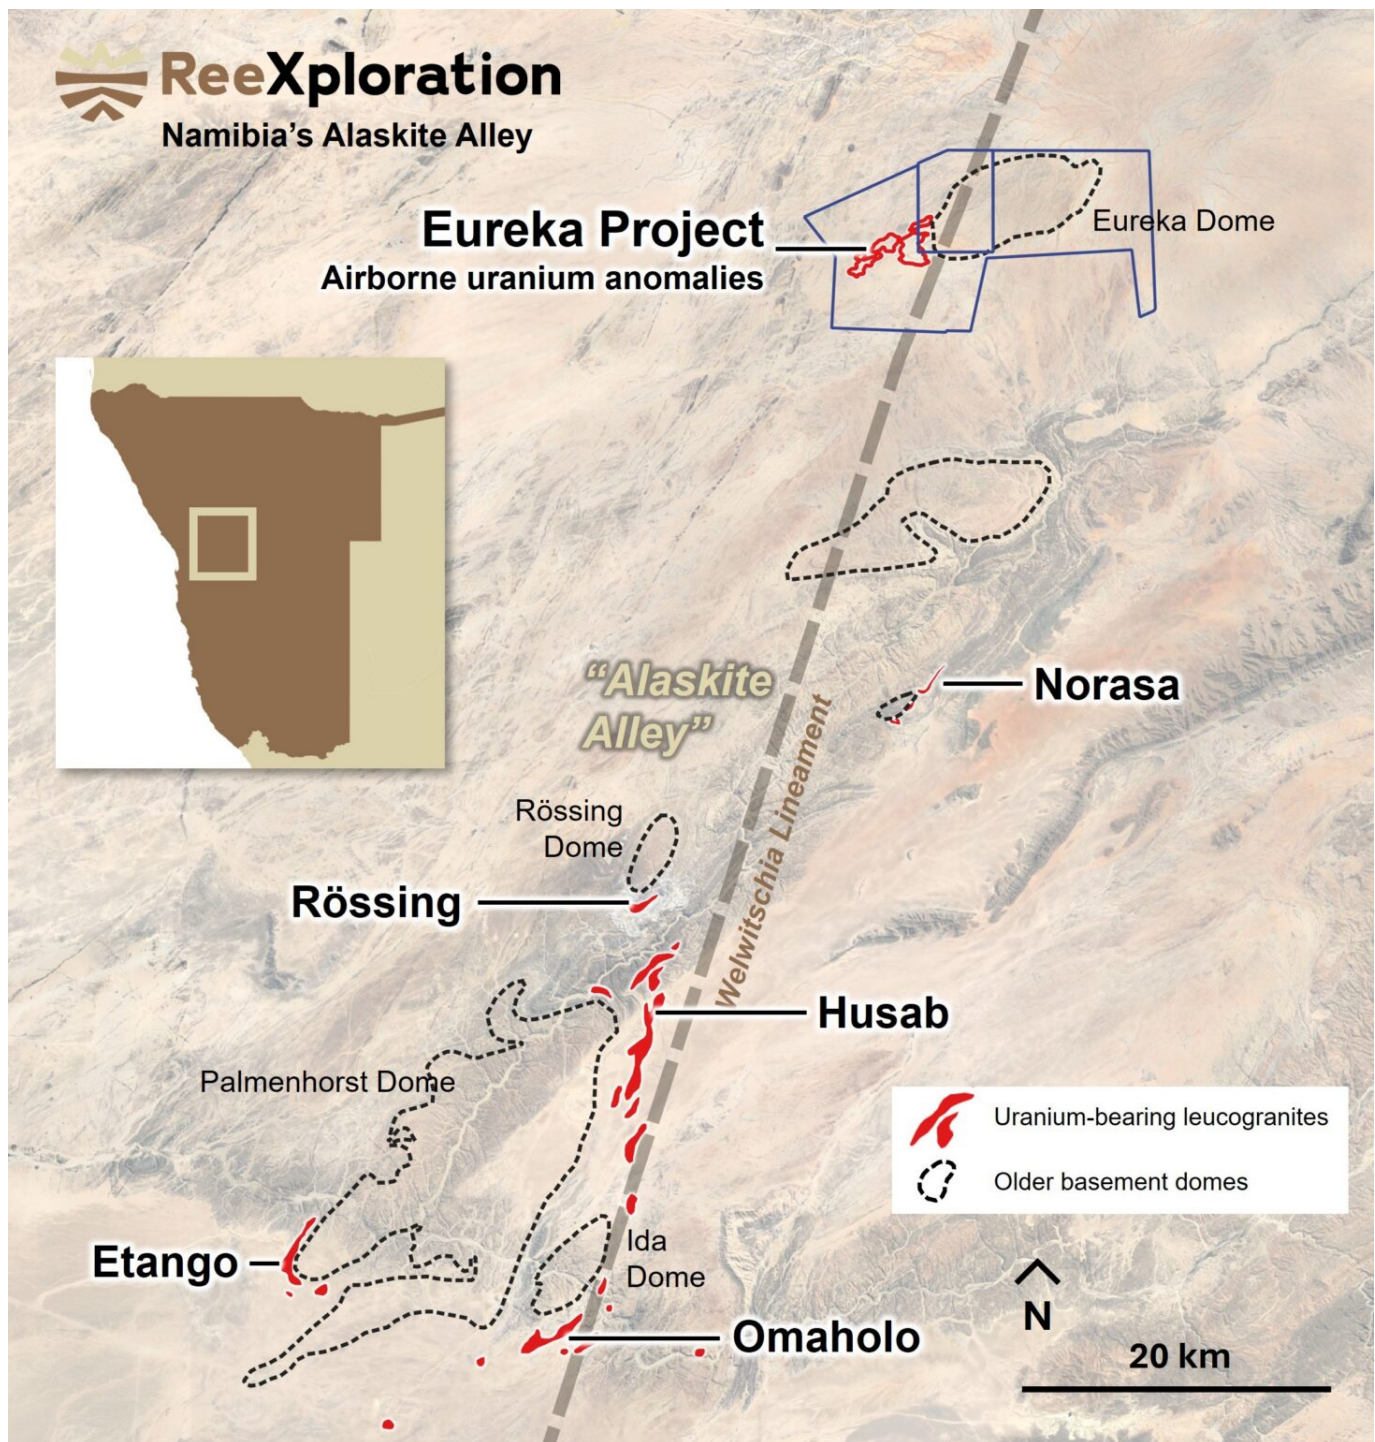 ReeXploration
Namibia's Alaskite Alley
Eureka Project
Airborne uranium anomalies
Eureka Dome
"Alaskite
Alley"
Norasa
Welwitschia Lineament
Rössing
Dome
Rössing
Husab
Palmenhorst Dome
Uranium-bearing leucogranites
Older basement domes
Etango
Ida
Dome
Omaholo
N
20 km